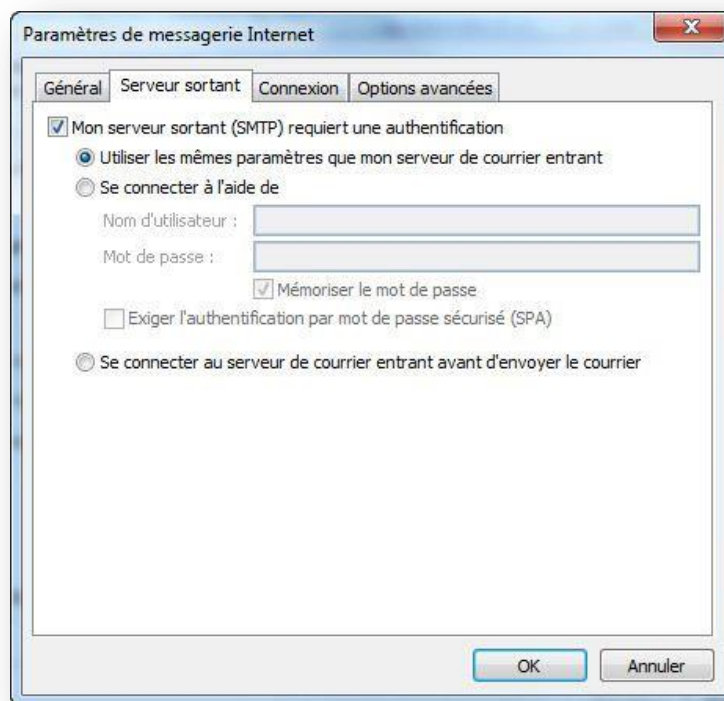 Paramètres de messagerie Internet
Général Serveur sortant Connexion Options avancées
Mon serveur sortant (SMTP) requiert une authentification
Utiliser les mêmes paramètres que mon serveur de courrier entrant
Se connecter à l'aide de
Nom d'utilisateur :
Mot de passe :
Mémoriser le mot de passe
Exiger l'authentification par mot de passe sécurisé (SPA)
Se connecter au serveur de courrier entrant avant d'envoyer le courrier
OK Annuler